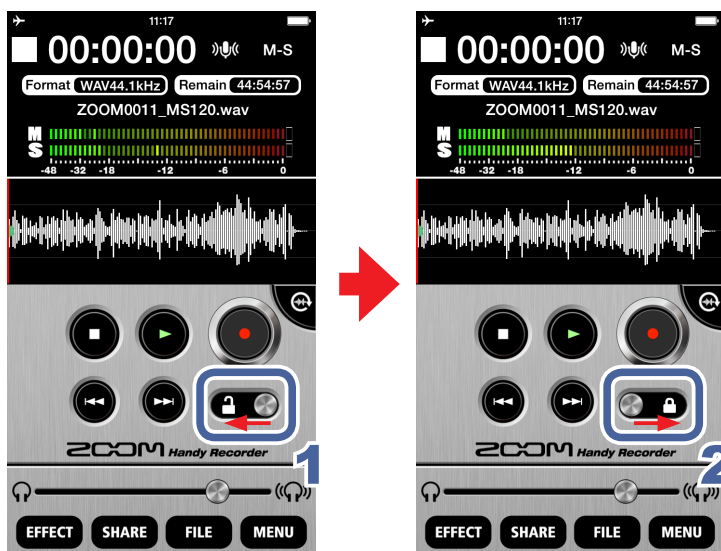 11:17
00:00:00 M-S
Format WAV44.1kHz Remain 44:54:57
ZOOM0011_MS120.wav
M
S
-48 -32 -18 -12 -6 0
ZOOM Handy Recorder
1
EFFECT SHARE FILE MENU
11:17
00:00:00 M-S
Format WAV44.1kHz Remain 44:54:57
ZOOM0011_MS120.wav
M
S
-48 -32 -18 -12 -6 0
ZOOM Handy Recorder
2
EFFECT SHARE FILE MENU